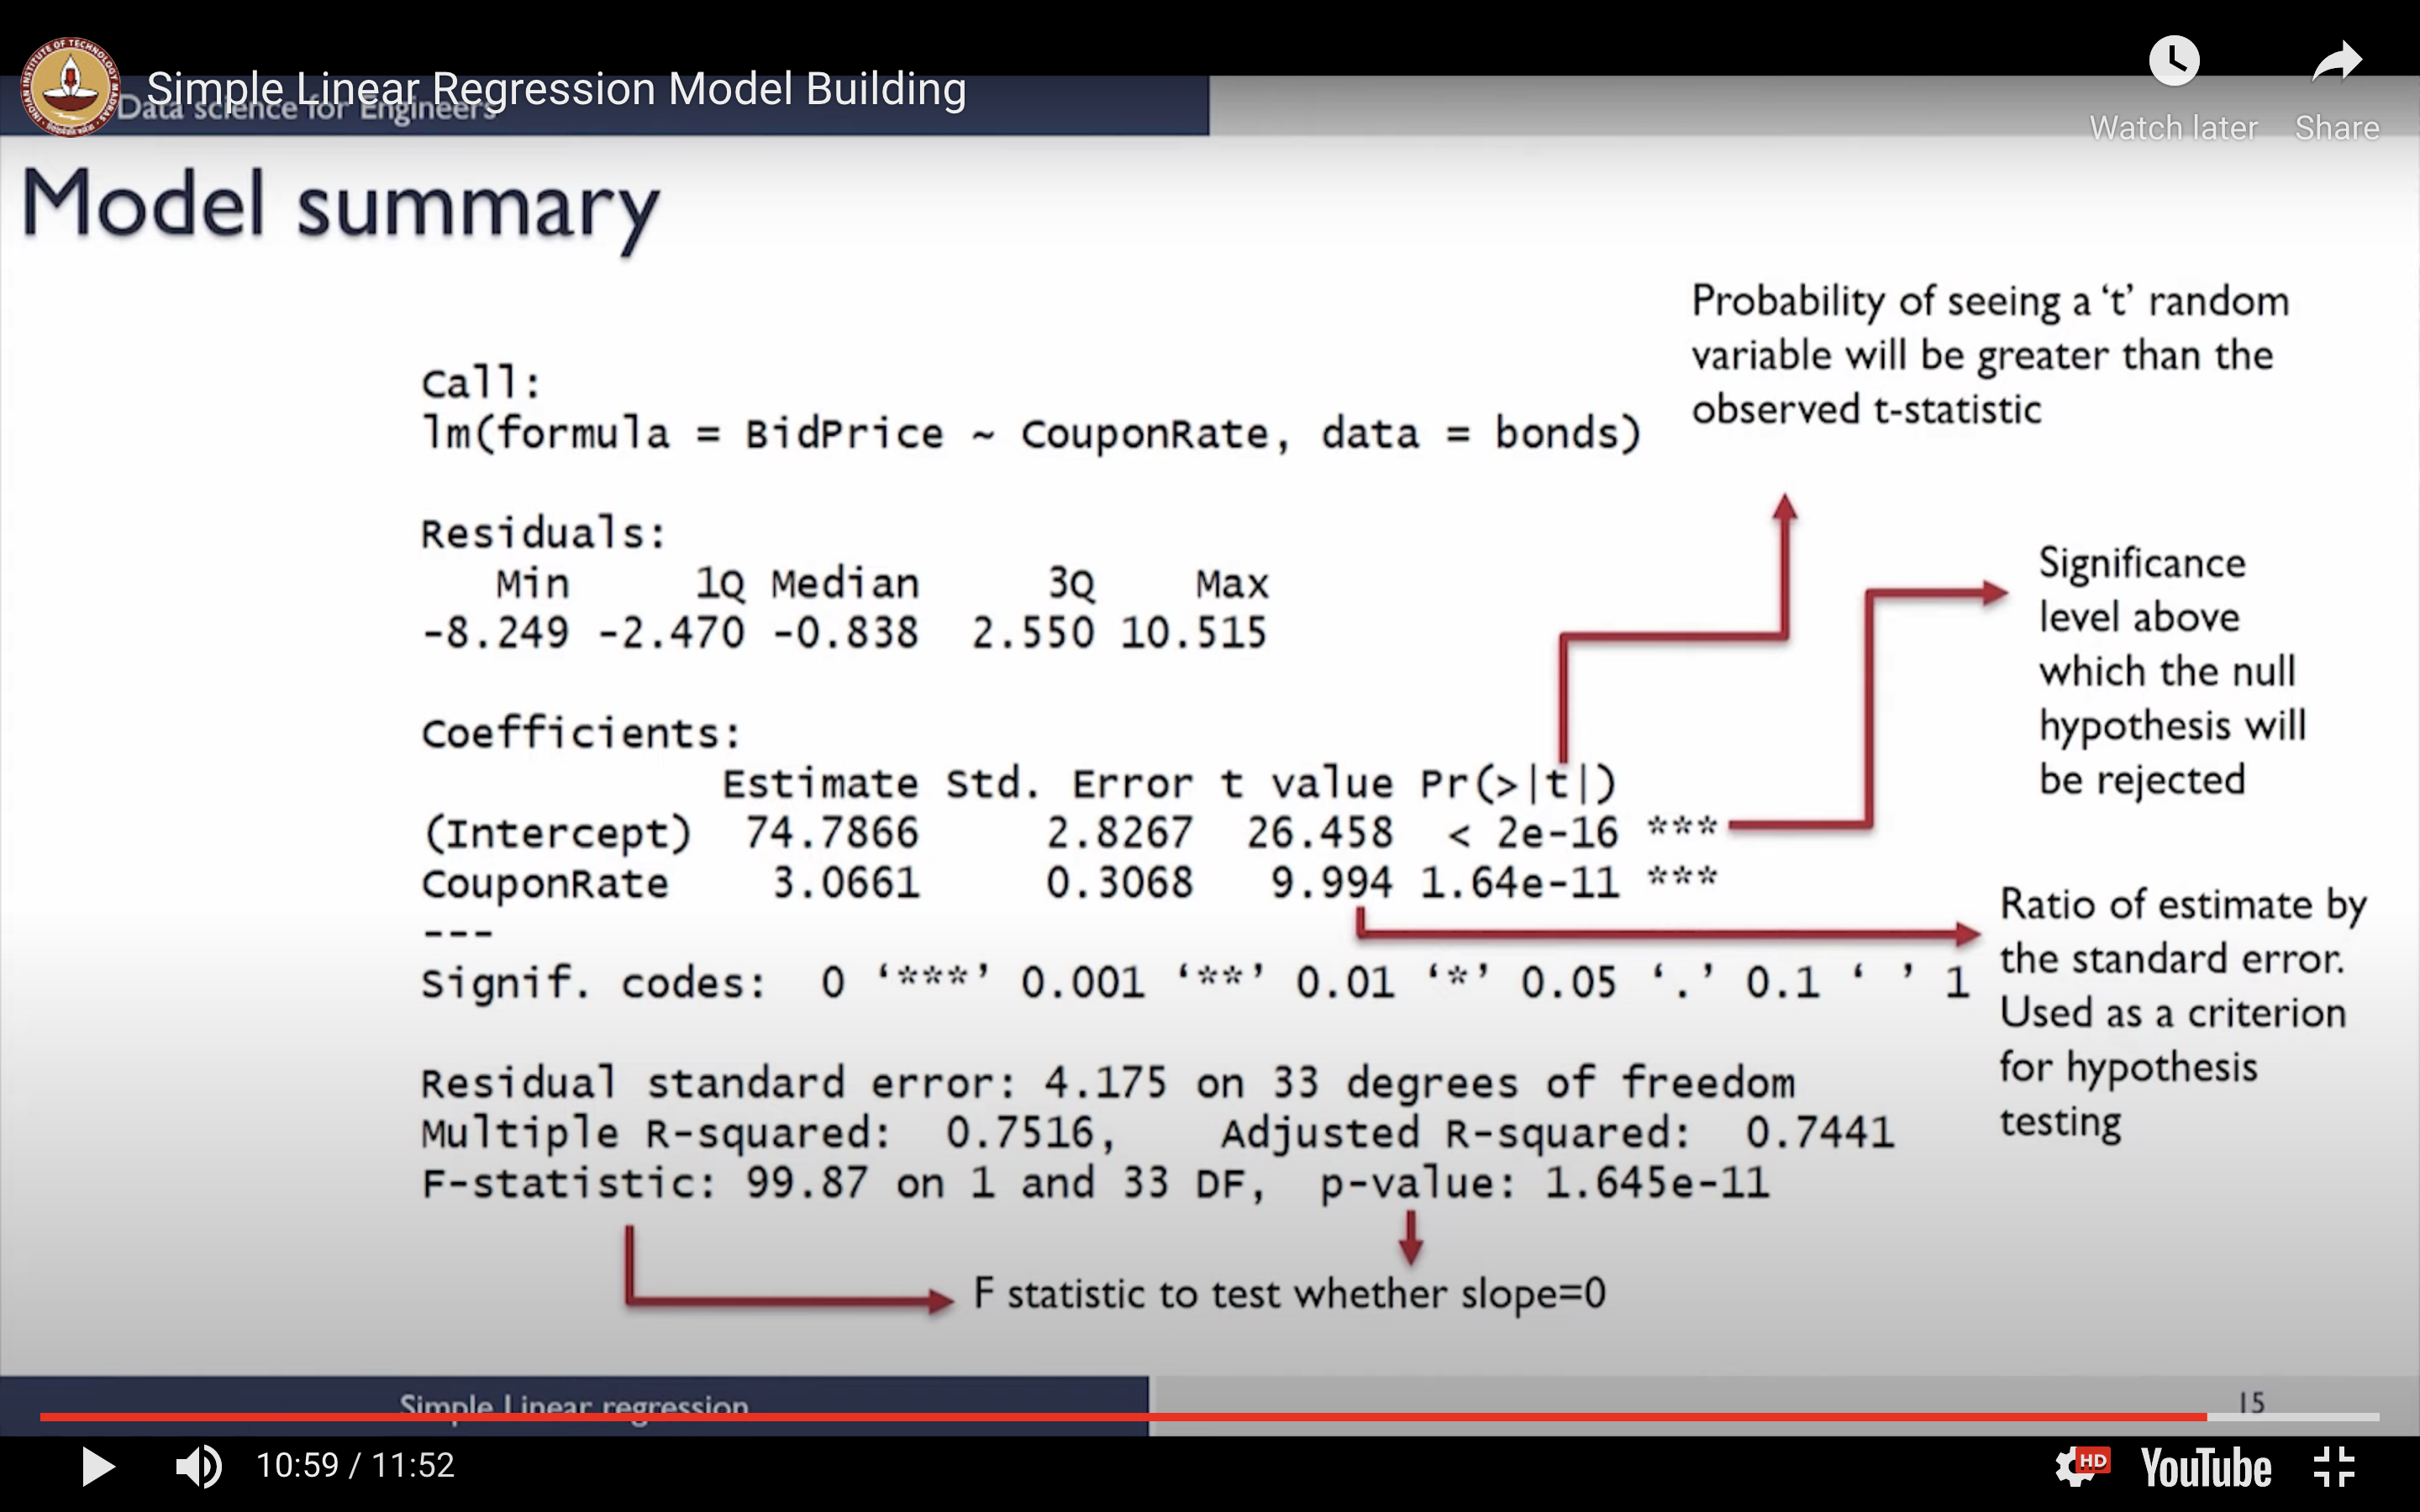 Simple Linear Regression Model Building
Data science for Engineers
Watch later
Share
INDIAN INSTITUTE OF TECHNOLOGY MADRAS
Model summary
Probability of seeing a ‘t’ random
variable will be greater than the
observed t-statistic
Call:
lm(formula = BidPrice ~ CouponRate, data = bonds)
Residuals:
Min 1Q Median 3Q Max
-8.249 -2.470 -0.838 2.550 10.515
Significance
level above
which the null
hypothesis will
be rejected
Coefficients:
Estimate Std. Error t value Pr(>|t|)
(Intercept) 74.7866 2.8267 26.458 < 2e-16 ***
CouponRate 3.0661 0.3068 9.994 1.64e-11 ***
---
Signif. codes: 0 ‘***’ 0.001 ‘**’ 0.01 ‘*’ 0.05 ‘.’ 0.1 ‘ ’ 1
Ratio of estimate by
the standard error.
Used as a criterion
for hypothesis
testing
Residual standard error: 4.175 on 33 degrees of freedom
Multiple R-squared: 0.7516, Adjusted R-squared: 0.7441
F-statistic: 99.87 on 1 and 33 DF, p-value: 1.645e-11
F statistic to test whether slope=0
Simple Linear regression
15
10:59 / 11:52
HD
YouTube